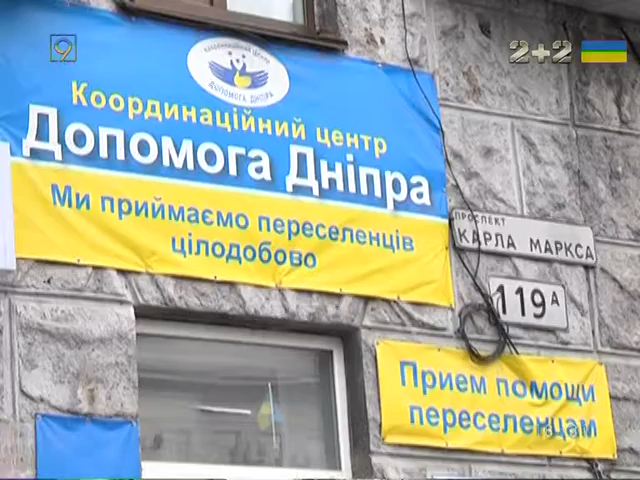 9
2+2
КООРДИНАЦІЙНИЙ ЦЕНТР
ДОПОМОГА ДНІПРА
Координаційний центр
Допомога Дніпра
Ми приймаємо переселенців
цілодобово
ПРОСПЕКТ
КАРЛА МАРКСА
119 А
Прием помощи
переселенцам